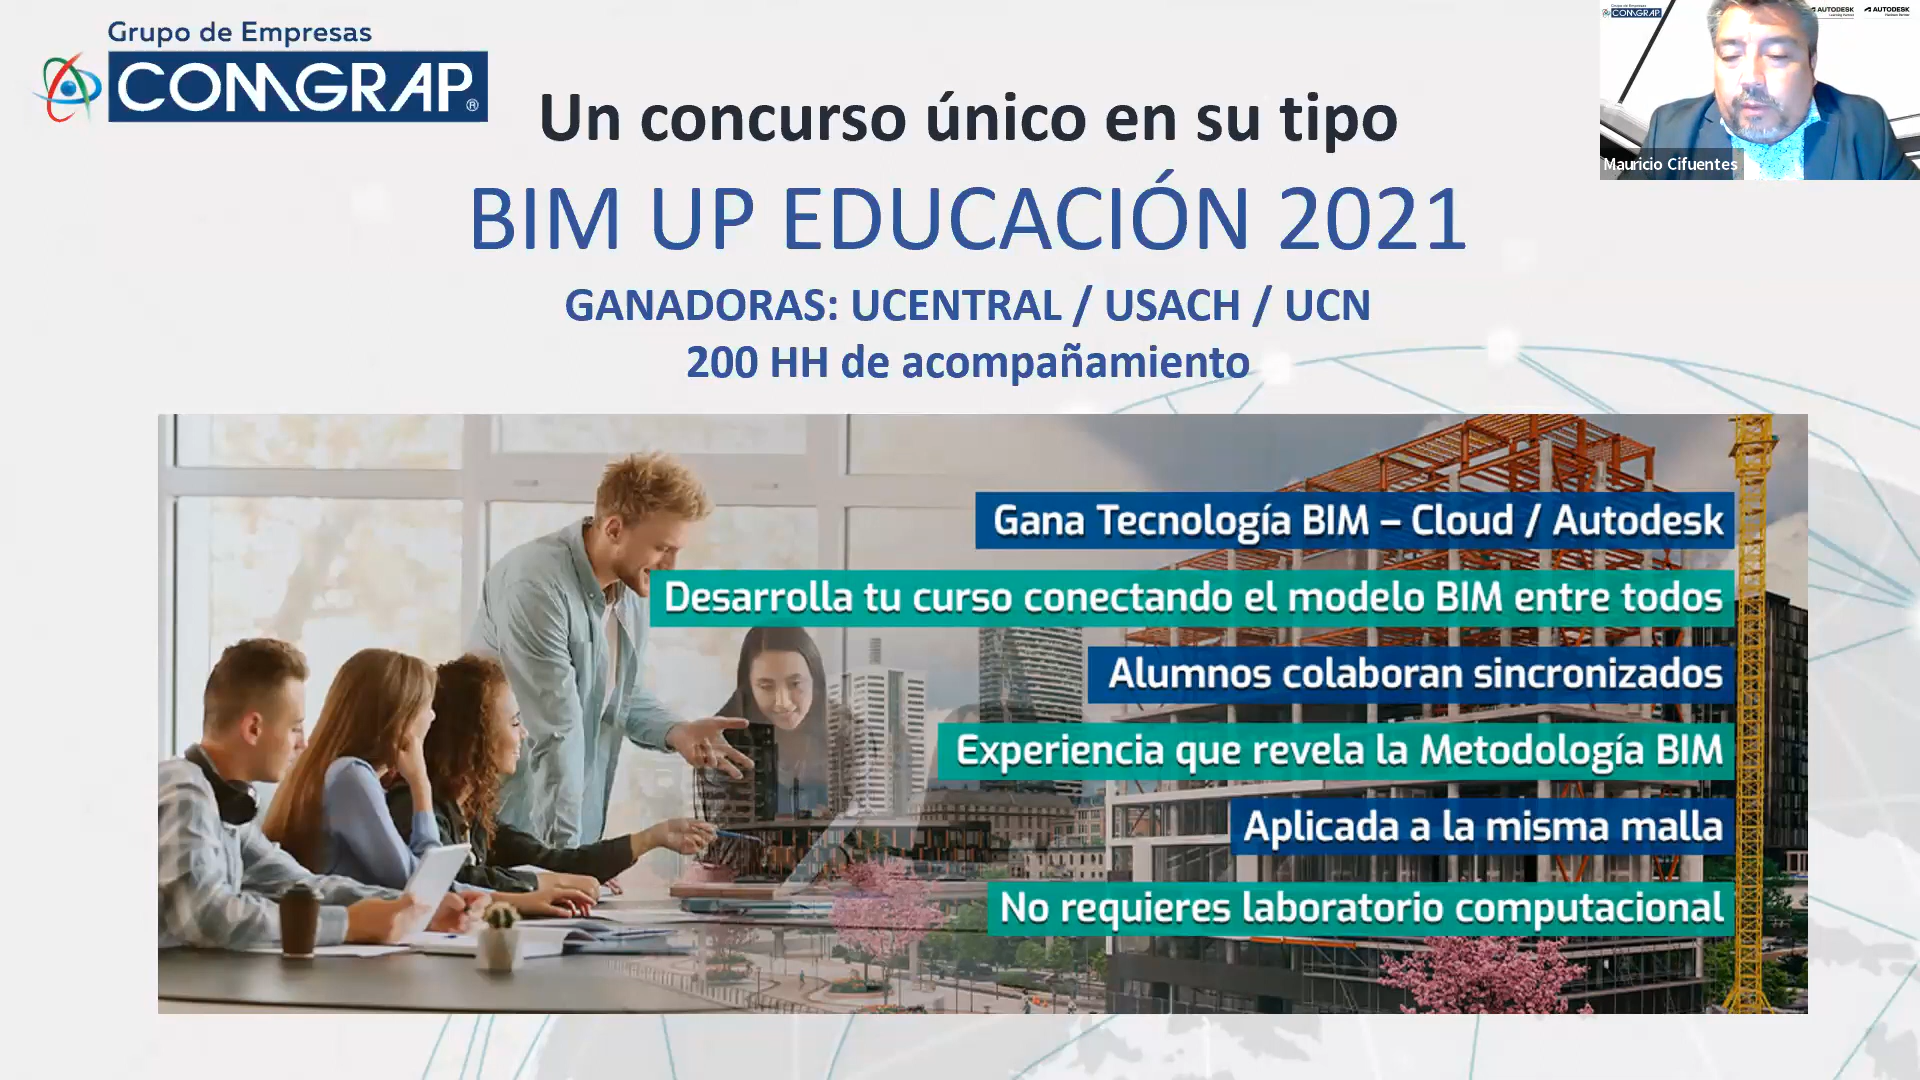 Grupo de Empresas
COMGRAP®
Un concurso único en su tipo
BIM UP EDUCACIÓN 2021
GANADORAS: UCENTRAL / USACH / UCN
200 HH de acompañamiento
Gana Tecnología BIM – Cloud / Autodesk
Desarrolla tu curso conectando el modelo BIM entre todos
Alumnos colaboran sincronizados
Experiencia que revela la Metodología BIM
Aplicada a la misma malla
No requieres laboratorio computacional
COMGRAP
AUTODESK
AUTODESK
Mauricio Cifuentes